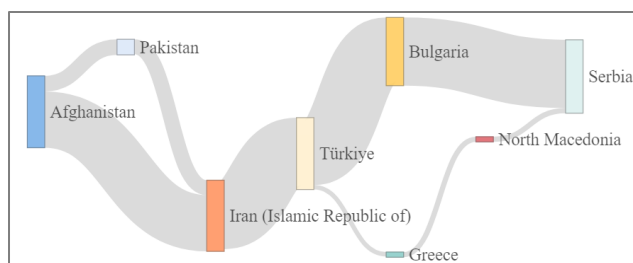 Pakistan
Bulgaria
Serbia
Afghanistan
Türkiye
North Macedonia
Iran (Islamic Republic of)
Greece